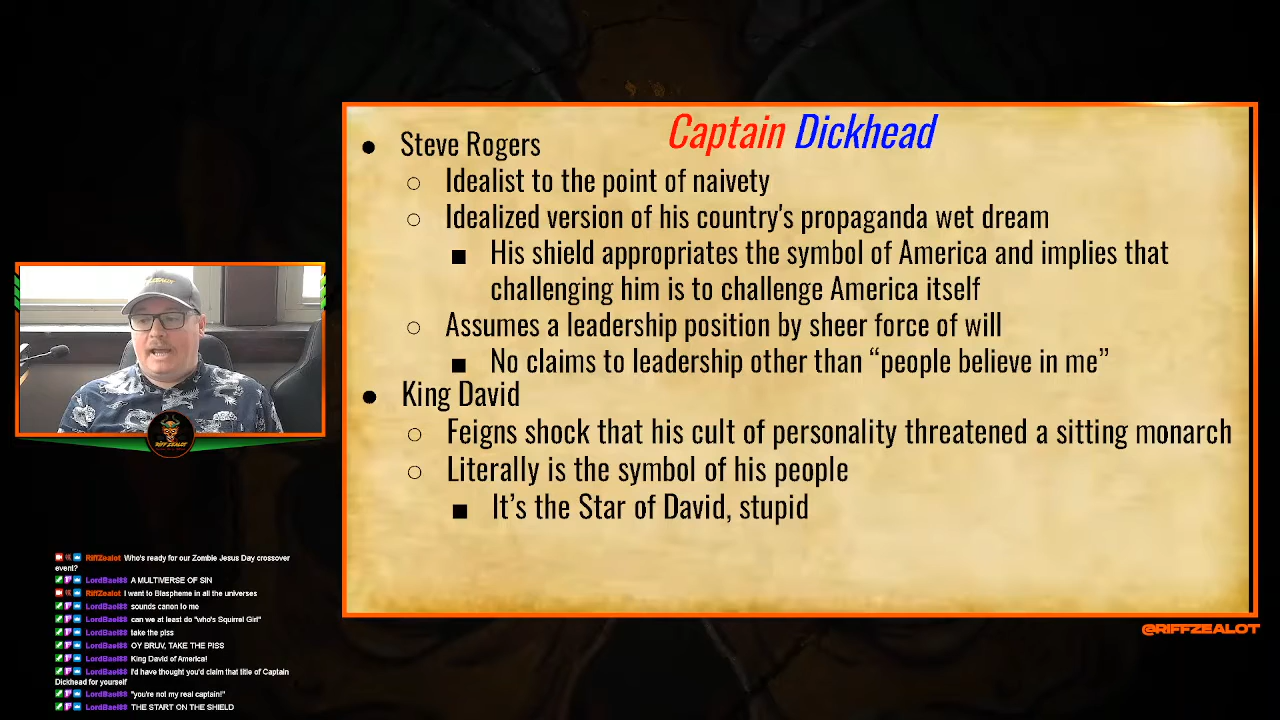 Captain Dickhead
● Steve Rogers
○ Idealist to the point of naivety
○ Idealized version of his country's propaganda wet dream
■ His shield appropriates the symbol of America and implies that
challenging him is to challenge America itself
○ Assumes a leadership position by sheer force of will
■ No claims to leadership other than “people believe in me”
● King David
○ Feigns shock that his cult of personality threatened a sitting monarch
○ Literally is the symbol of his people
■ It’s the Star of David, stupid
@RIFFZEALOT
RIFF ZEALOT
RiffZealot Who's ready for our Zombie Jesus Day crossover
event?
LordBael88 A MULTIVERSE OF SIN
RiffZealot I want to Blaspheme in all the universes
LordBael88 sounds canon to me
LordBael88 can we at least do "who's Squirrel Girl"
LordBael88 take the piss
LordBael88 OY BRUV, TAKE THE PISS
LordBael88 King David of America!
LordBael88 I'd have thought you'd claim that title of Captain
Dickhead for yourself
LordBael88 "you're not my real captain!"
LordBael88 THE START ON THE SHIELD